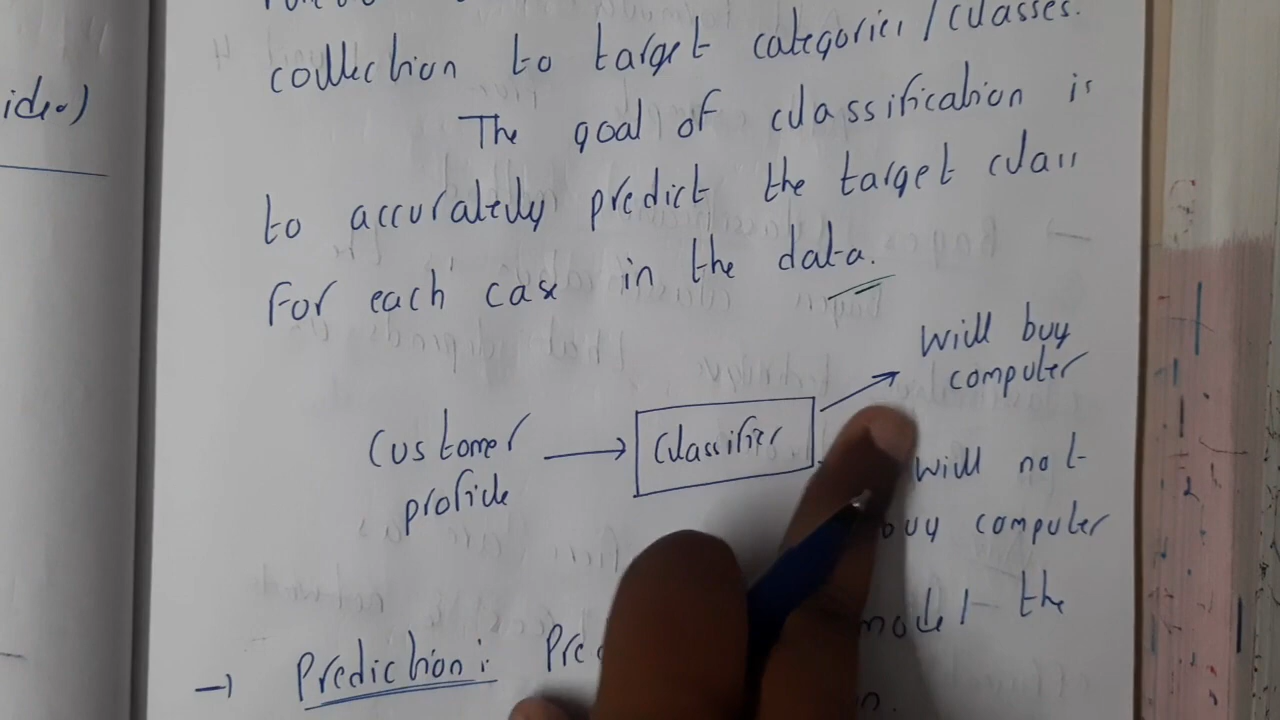 collection to target categories/classes.
The goal of classification is
ideo)
to accurately predict the target class
for each case in the data.
will buy
computer
Customer
profile
Classifier
will not
buy computer
→ Prediction:
model the